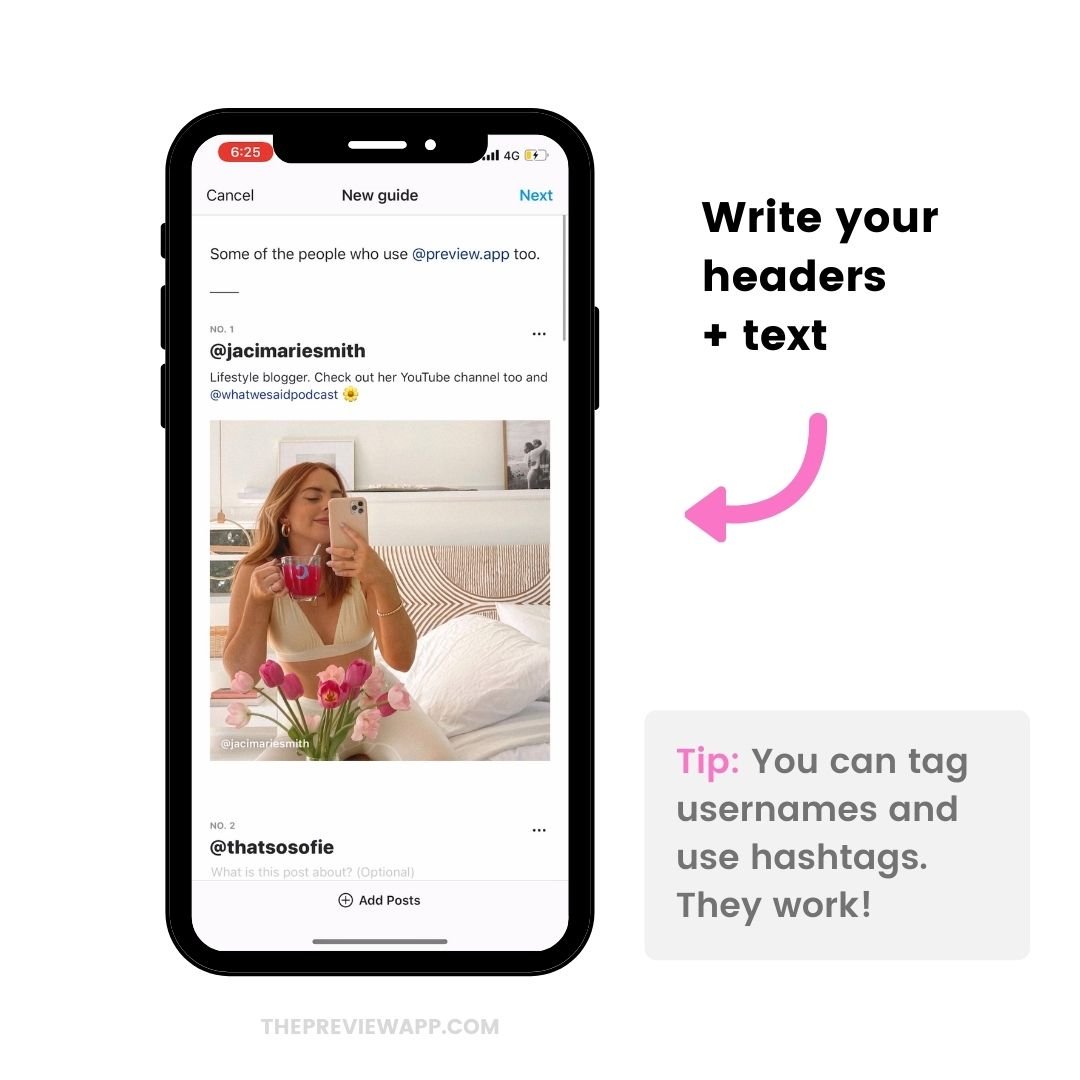 6:25
4G
Cancel
New guide
Next
Some of the people who use @preview.app too.
NO. 1
...
@jacimariesmith
Lifestyle blogger. Check out her YouTube channel too and
@whatwesaidpodcast 🌼
@jacimariesmith
NO. 2
...
@thatsosofie
What is this post about? (Optional)
Add Posts
Write your
headers
+ text
Tip: You can tag
usernames and
use hashtags.
They work!
THEPREVIEWAPP.COM